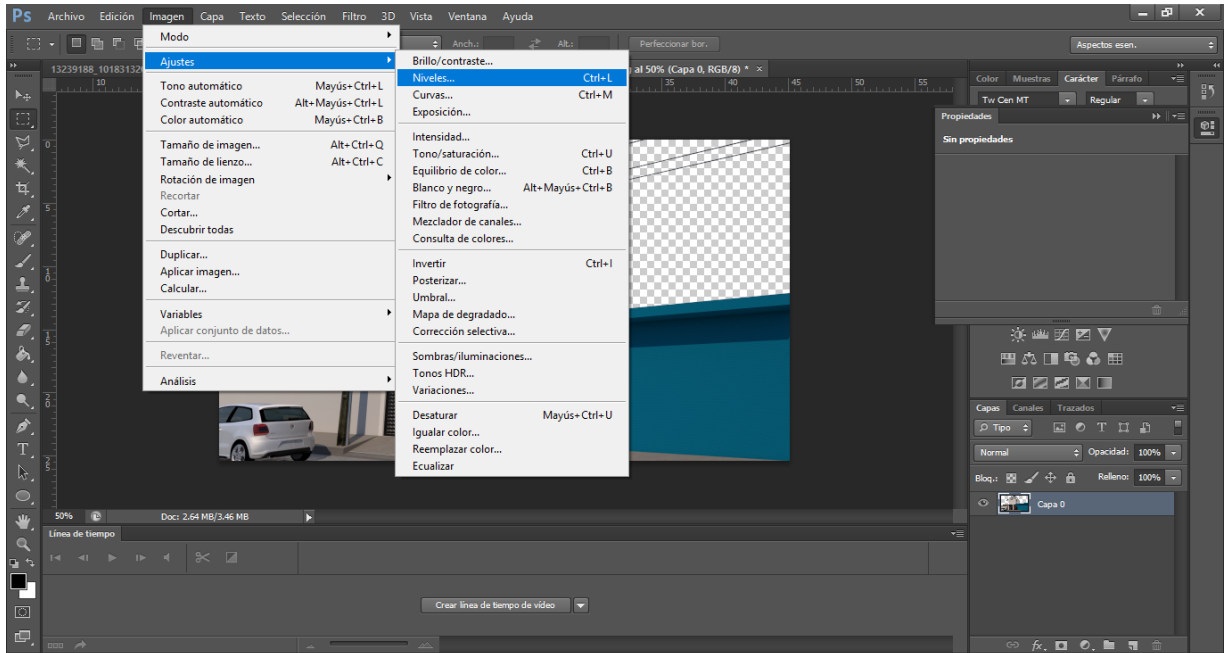 Ps Archivo Edición Imagen Capa Texto Selección Filtro 3D Vista Ventana Ayuda
Anch.: Alt.: Perfeccionar bor. Aspectos esen.
Modo
Ajustes
Tono automático Mayús+Ctrl+L
Contraste automático Alt+Mayús+Ctrl+L
Color automático Mayús+Ctrl+B
Tamaño de imagen... Alt+Ctrl+Q
Tamaño de lienzo... Alt+Ctrl+C
Rotación de imagen
Recortar
Cortar...
Descubrir todas
Duplicar...
Aplicar imagen...
Calcular...
Variables
Aplicar conjunto de datos...
Reventar...
Análisis
Brillo/contraste...
Niveles... Ctrl+L
Curvas... Ctrl+M
Exposición...
Intensidad...
Tono/saturación... Ctrl+U
Equilibrio de color... Ctrl+B
Blanco y negro... Alt+Mayús+Ctrl+B
Filtro de fotografía...
Mezclador de canales...
Consulta de colores...
Invertir Ctrl+I
Posterizar...
Umbral...
Mapa de degradado...
Corrección selectiva...
Sombras/iluminaciones...
Tonos HDR...
Variaciones...
Desaturar Mayús+Ctrl+U
Igualar color...
Reemplazar color...
Ecualizar
al 50% (Capa 0, RGB/8) * ×
10 35 40 45 50 55
Color Muestras Carácter Párrafo
Tw Cen MT Regular
Propiedades
Sin propiedades
Capas Canales Trazados
Tipo
Normal Opacidad: 100%
Bloq.: Relleno: 100%
Capa 0
50% Doc: 2.64 MB/3.46 MB
Línea de tiempo
Crear línea de tiempo de vídeo